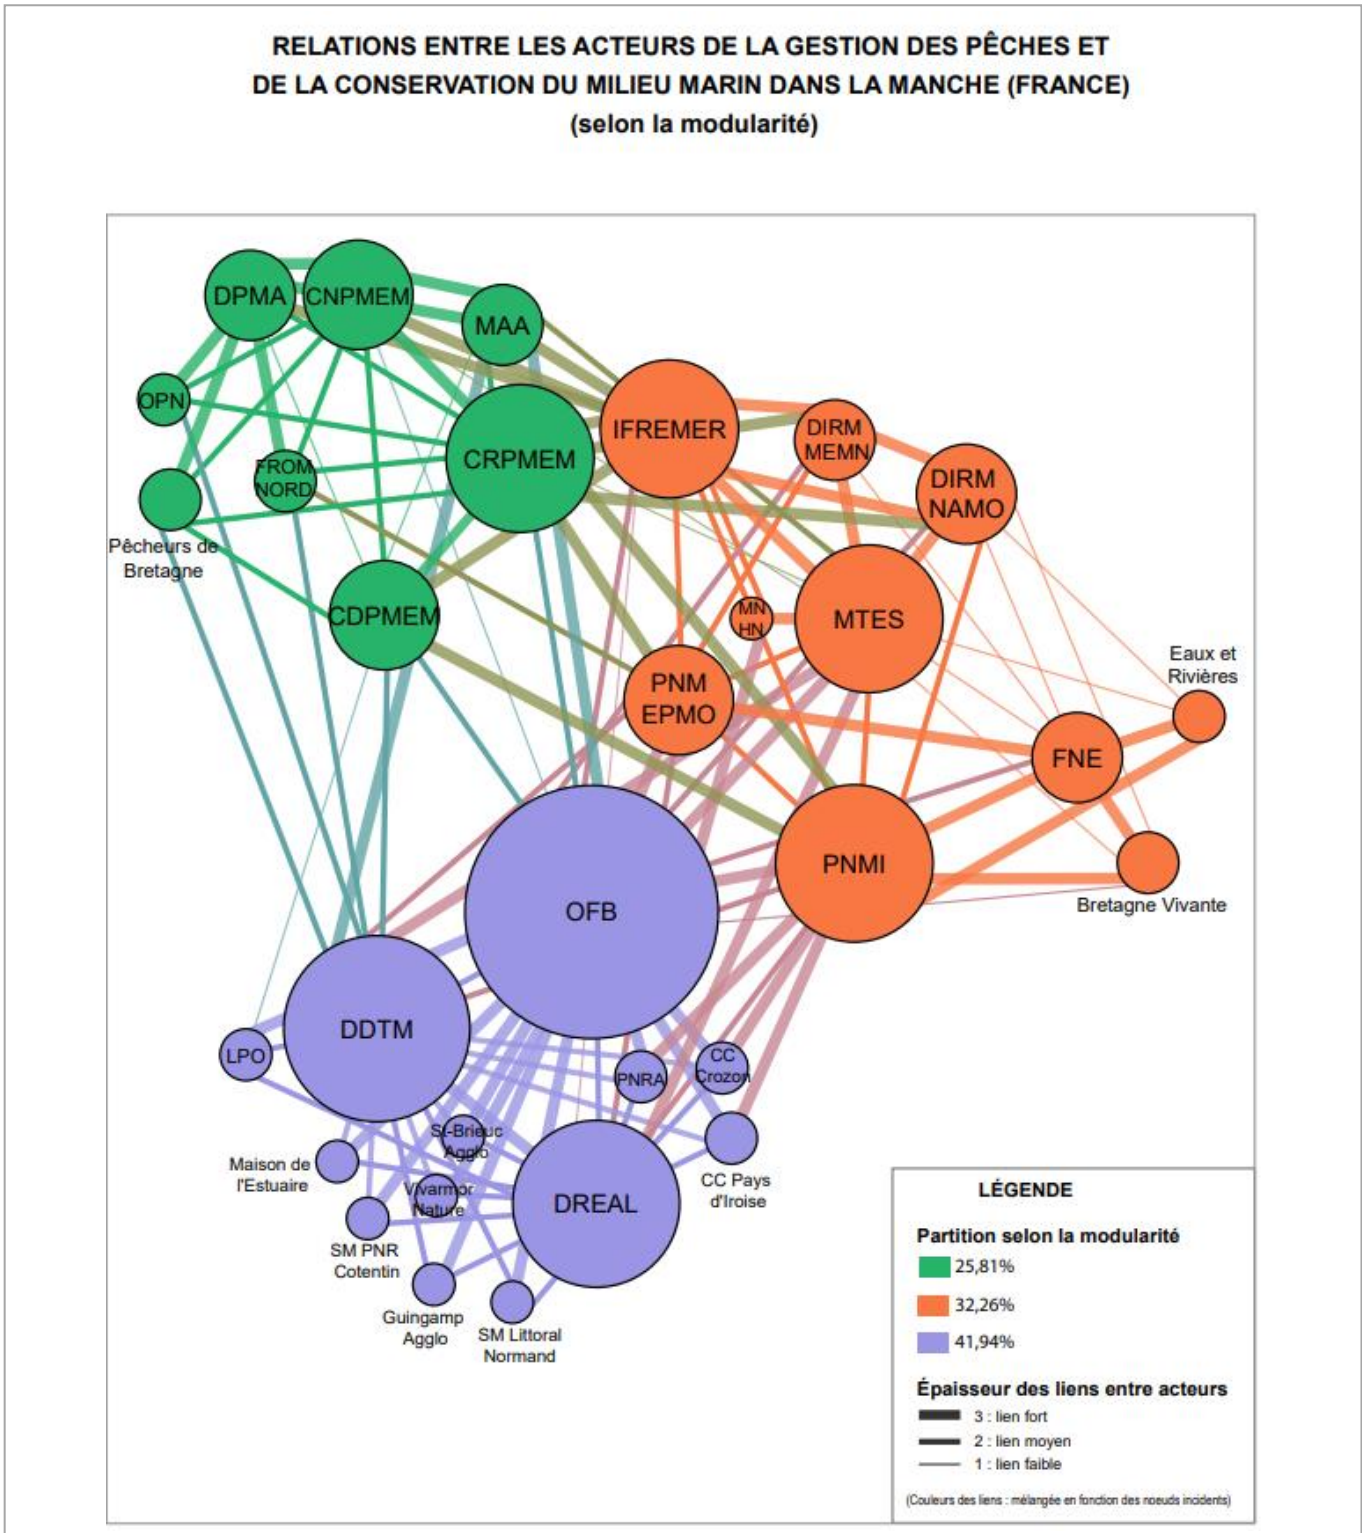 RELATIONS ENTRE LES ACTEURS DE LA GESTION DES PÊCHES ET
DE LA CONSERVATION DU MILIEU MARIN DANS LA MANCHE (FRANCE)
(selon la modularité)
DPMA
CNPMEM
MAA
OPN
FROM
NORD
CRPMEM
IFREMER
DIRM
MEMN
DIRM
NAMO
Pêcheurs de
Bretagne
CDPMEM
MN
HN
MTES
PNM
EPMO
Eaux et
Rivières
FNE
PNMI
Bretagne Vivante
OFB
DDTM
LPO
PNRA
CC
Crozon
St-Brieuc
Agglo
Maison de
l'Estuaire
Vivarmor
Nature
CC Pays
d'Iroise
DREAL
SM PNR
Cotentin
Guingamp
Agglo
SM Littoral
Normand
LÉGENDE
Partition selon la modularité
25,81%
32,26%
41,94%
Épaisseur des liens entre acteurs
3 : lien fort
2 : lien moyen
1 : lien faible
(Couleurs des liens : mélangée en fonction des noeuds incidents)